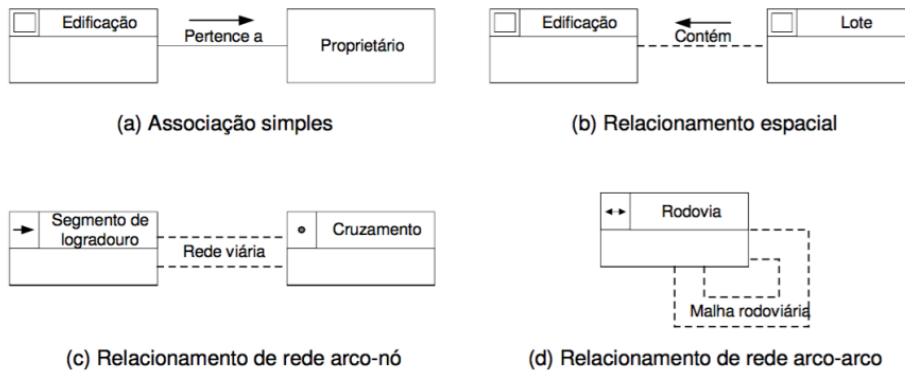 Edificação
Pertence a
Proprietário
(a) Associação simples
Edificação
Contém
Lote
(b) Relacionamento espacial
Segmento de
logradouro
Rede viária
Cruzamento
(c) Relacionamento de rede arco-nó
Rodovia
Malha rodoviária
(d) Relacionamento de rede arco-arco